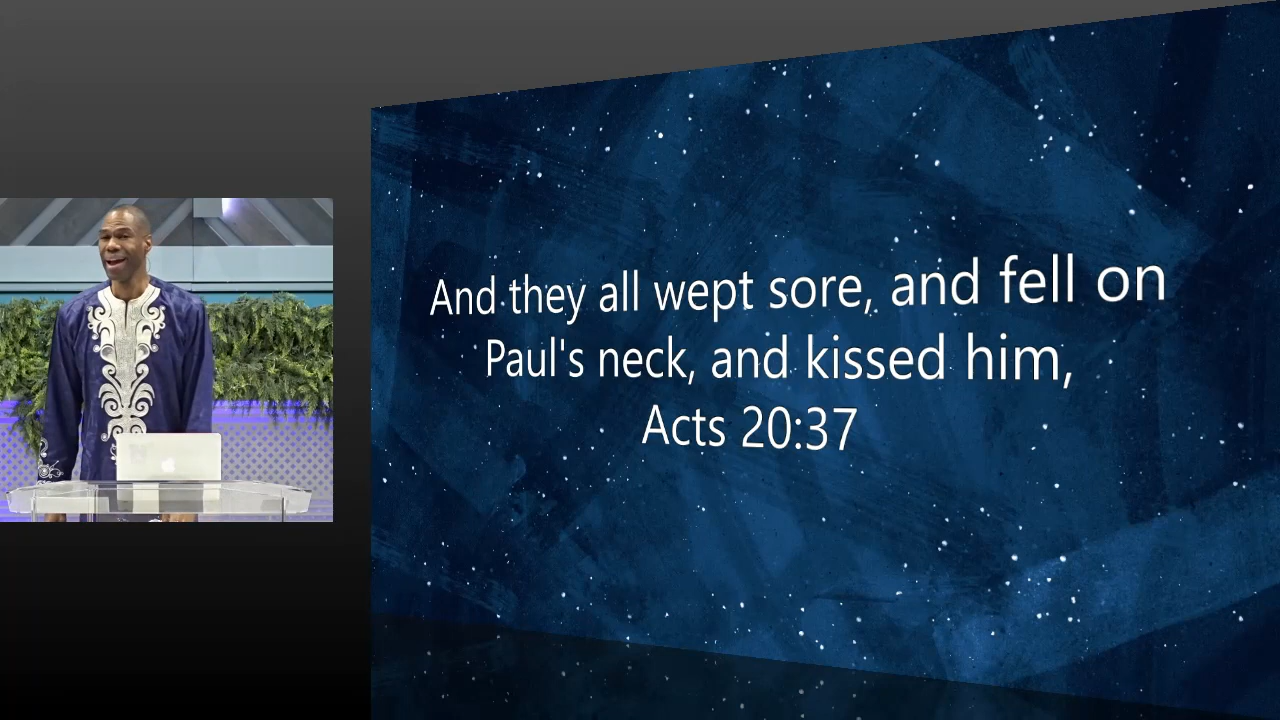 And they all wept sore, and fell on
Paul's neck, and kissed him,
Acts 20:37